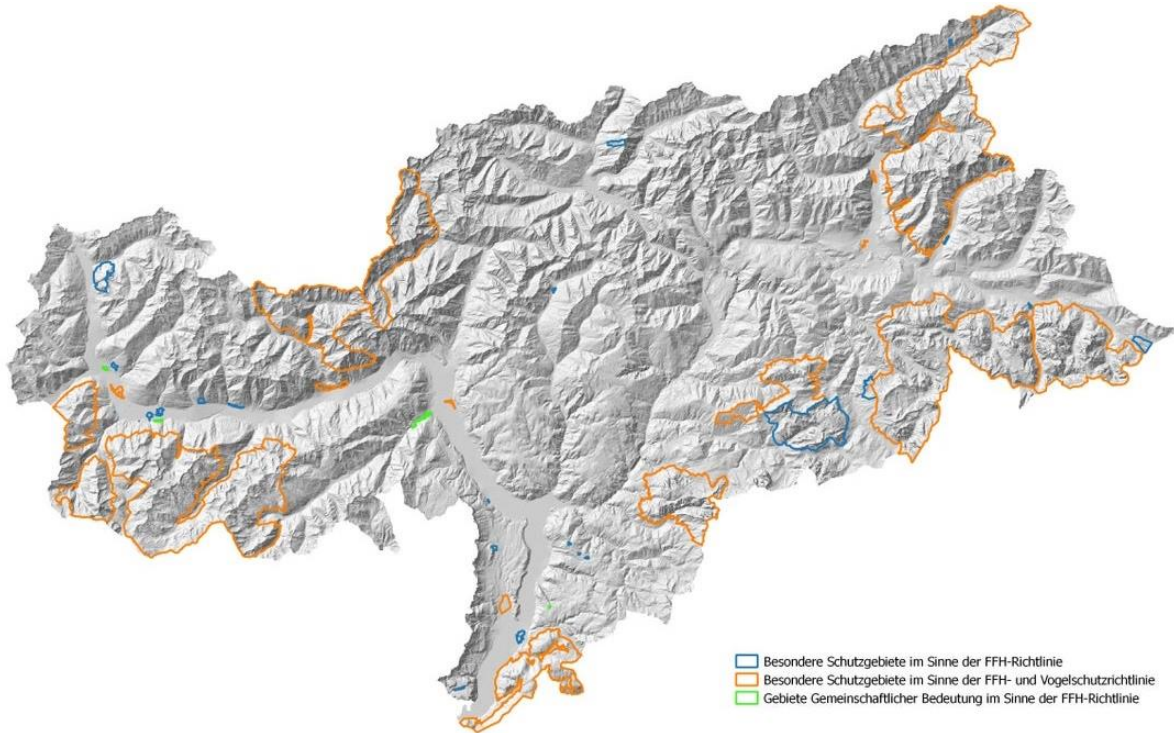 Besondere Schutzgebiete im Sinne der FFH-Richtlinie
Besondere Schutzgebiete im Sinne der FFH- und Vogelschutzrichtlinie
Gebiete Gemeinschaftlicher Bedeutung im Sinne der FFH-Richtlinie